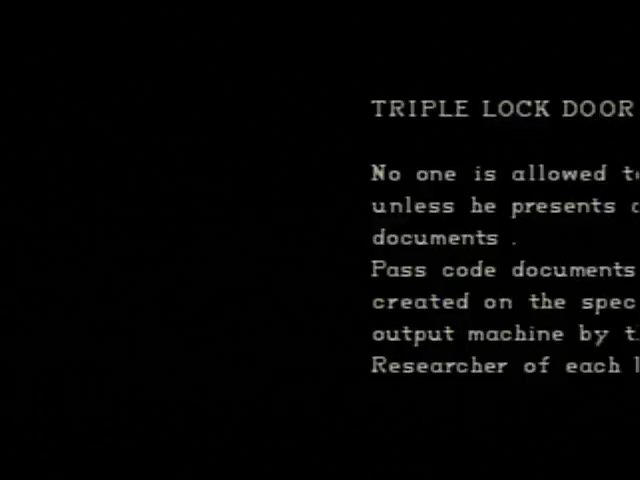 TRIPLE LOCK DOOR
No one is allowed t
unless he presents
documents .
Pass code documents
created on the spec
output machine by t
Researcher of each